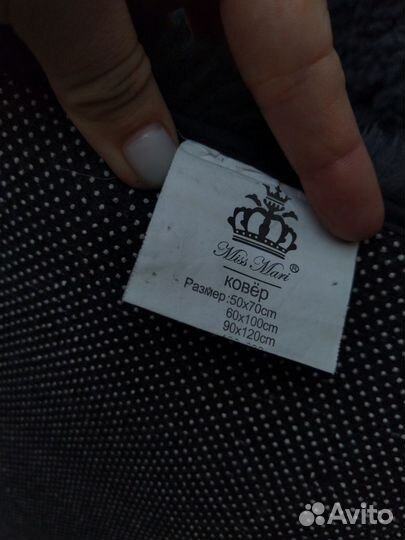 Miss Mari ®
ковёр
Размер:50x70cm
60x100cm
90x120cm
Avito